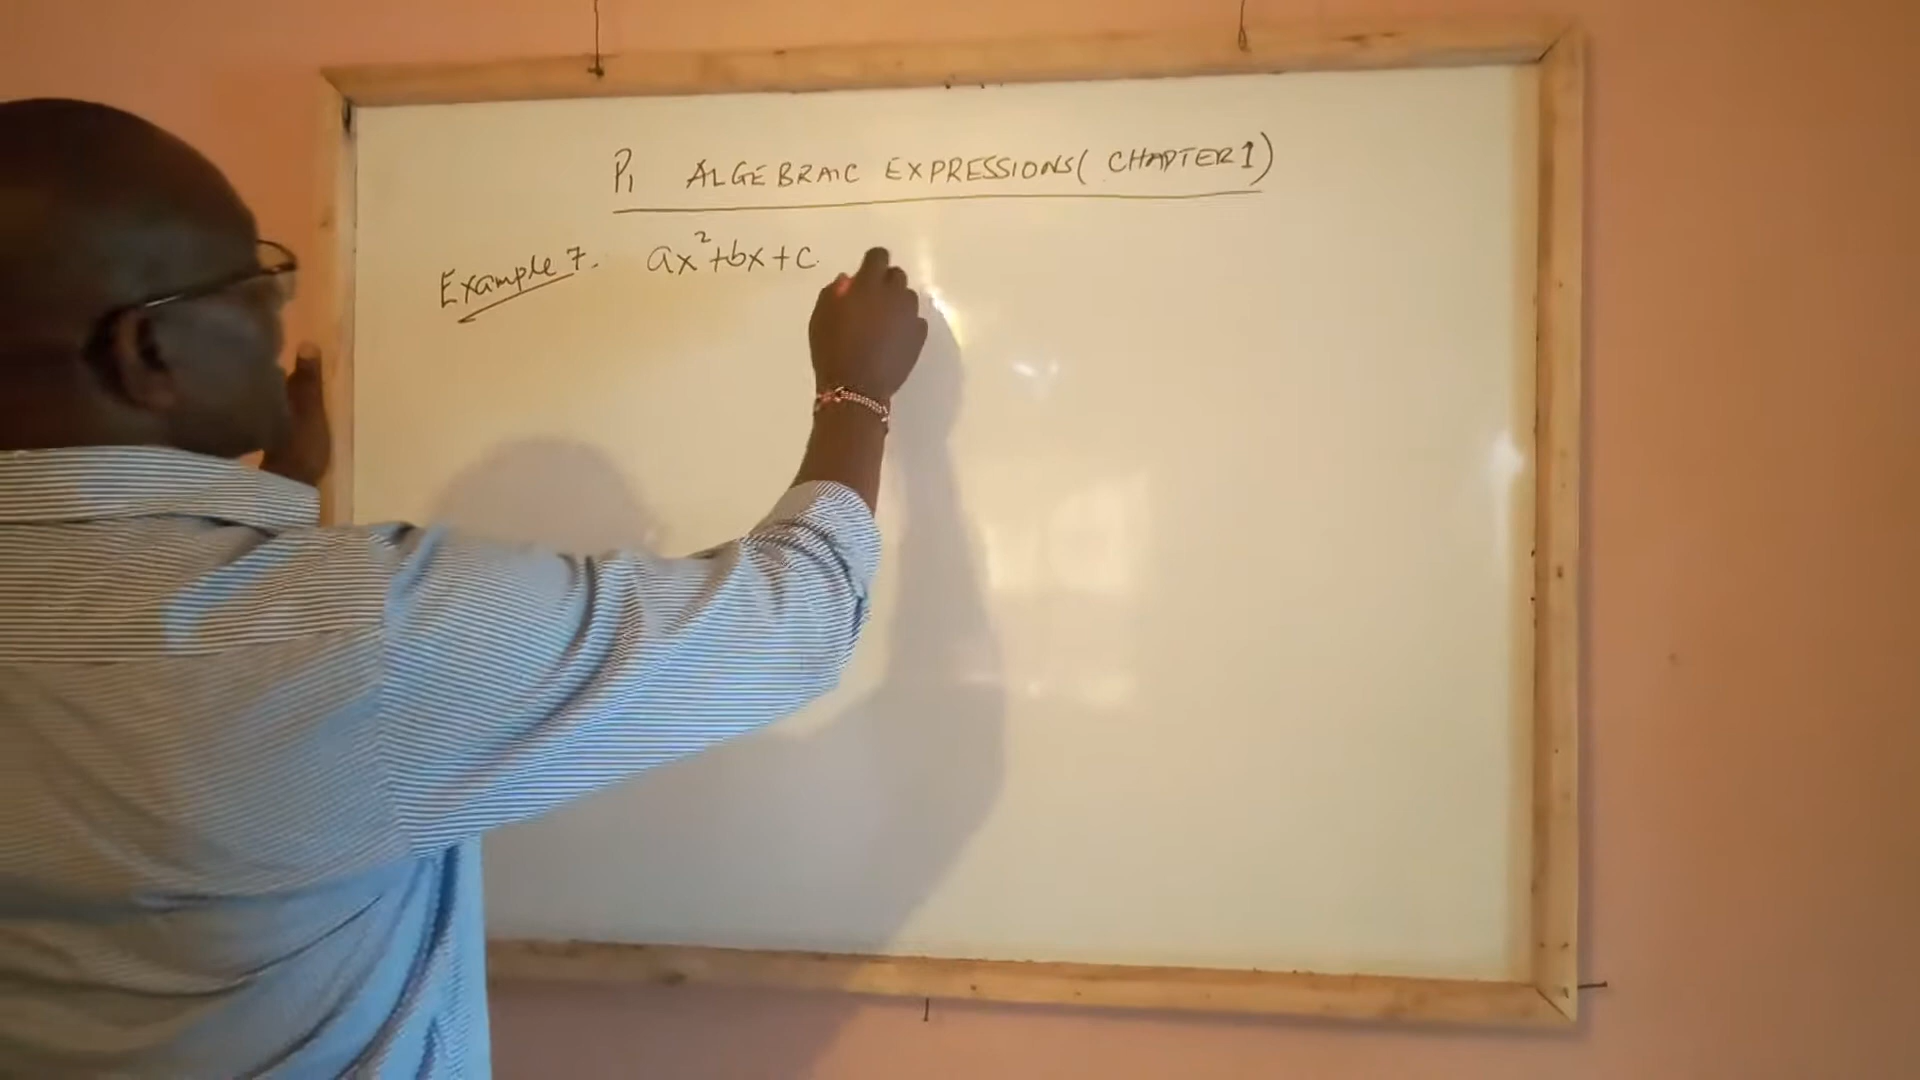 P₁ ALGEBRAIC EXPRESSIONS( CHAPTER 1)
Example 7. ax²+bx+c